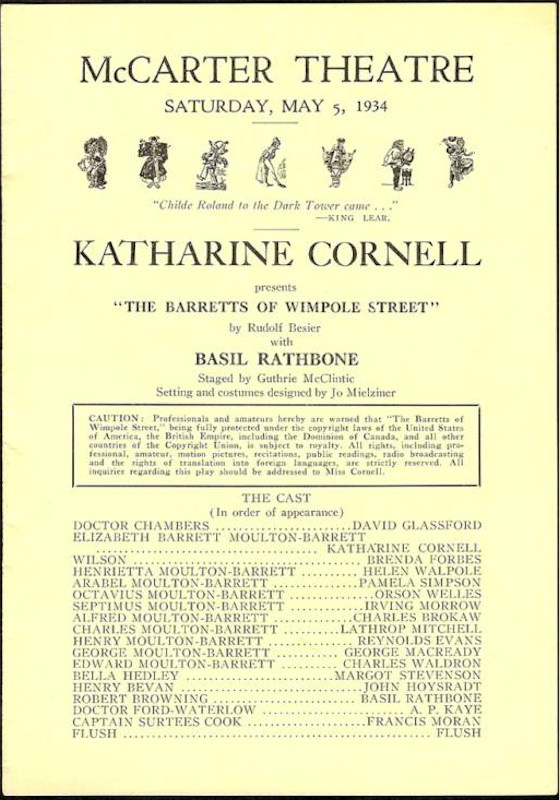 McCARTER THEATRE
SATURDAY, MAY 5, 1934
"Childe Roland to the Dark Tower came . . ."
—KING LEAR.
KATHARINE CORNELL
presents
"THE BARRETTS OF WIMPOLE STREET"
by Rudolf Besier
with
BASIL RATHBONE
Staged by Guthrie McClintic
Setting and costumes designed by Jo Mielziner
CAUTION: Professionals and amateurs hereby are warned that "The Barretts of
Wimpole Street," being fully protected under the copyright laws of the United States
of America, the British Empire, including the Dominion of Canada, and all other
countries of the Copyright Union, is subject to royalty. All rights, including pro-
fessional, amateur, motion pictures, recitations, public readings, radio broadcasting
and the rights of translation into foreign languages, are strictly reserved. All
inquiries regarding this play should be addressed to Miss Cornell.
THE CAST
(In order of appearance)
DOCTOR CHAMBERS ....................DAVID GLASSFORD
ELIZABETH BARRETT MOULTON-BARRETT
................................. KATHARINE CORNELL
WILSON ...................................BRENDA FORBES
HENRIETTA MOULTON-BARRETT .........HELEN WALPOLE
ARABEL MOULTON-BARRETT .............PAMELA SIMPSON
OCTAVIUS MOULTON-BARRETT .............ORSON WELLES
SEPTIMUS MOULTON-BARRETT ............IRVING MORROW
ALFRED MOULTON-BARRETT .............CHARLES BROKAW
CHARLES MOULTON-BARRETT ..........LATHROP MITCHELL
HENRY MOULTON-BARRETT ............. REYNOLDS EVANS
GEORGE MOULTON-BARRETT ........... GEORGE MACREADY
EDWARD MOULTON-BARRETT ......... CHARLES WALDRON
BELLA HEDLEY ......................MARGOT STEVENSON
HENRY BEVAN ...........................JOHN HOYSRADT
ROBERT BROWNING ......................BASIL RATHBONE
DOCTOR FORD-WATERLOW ...................... A. P. KAYE
CAPTAIN SURTEES COOK ..................FRANCIS MORAN
FLUSH ............................................. FLUSH